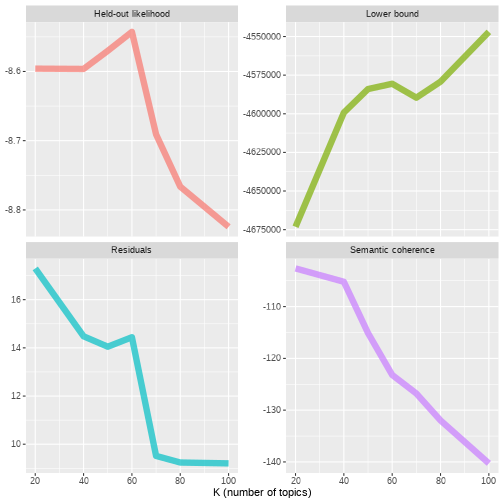 Held-out likelihood
Lower bound
-8.6
-8.7
-8.8
-4550000
-4575000
-4600000
-4625000
-4650000
-4675000
Residuals
Semantic coherence
16
14
12
10
-110
-120
-130
-140
20 40 60 80 100
20 40 60 80 100
K (number of topics)